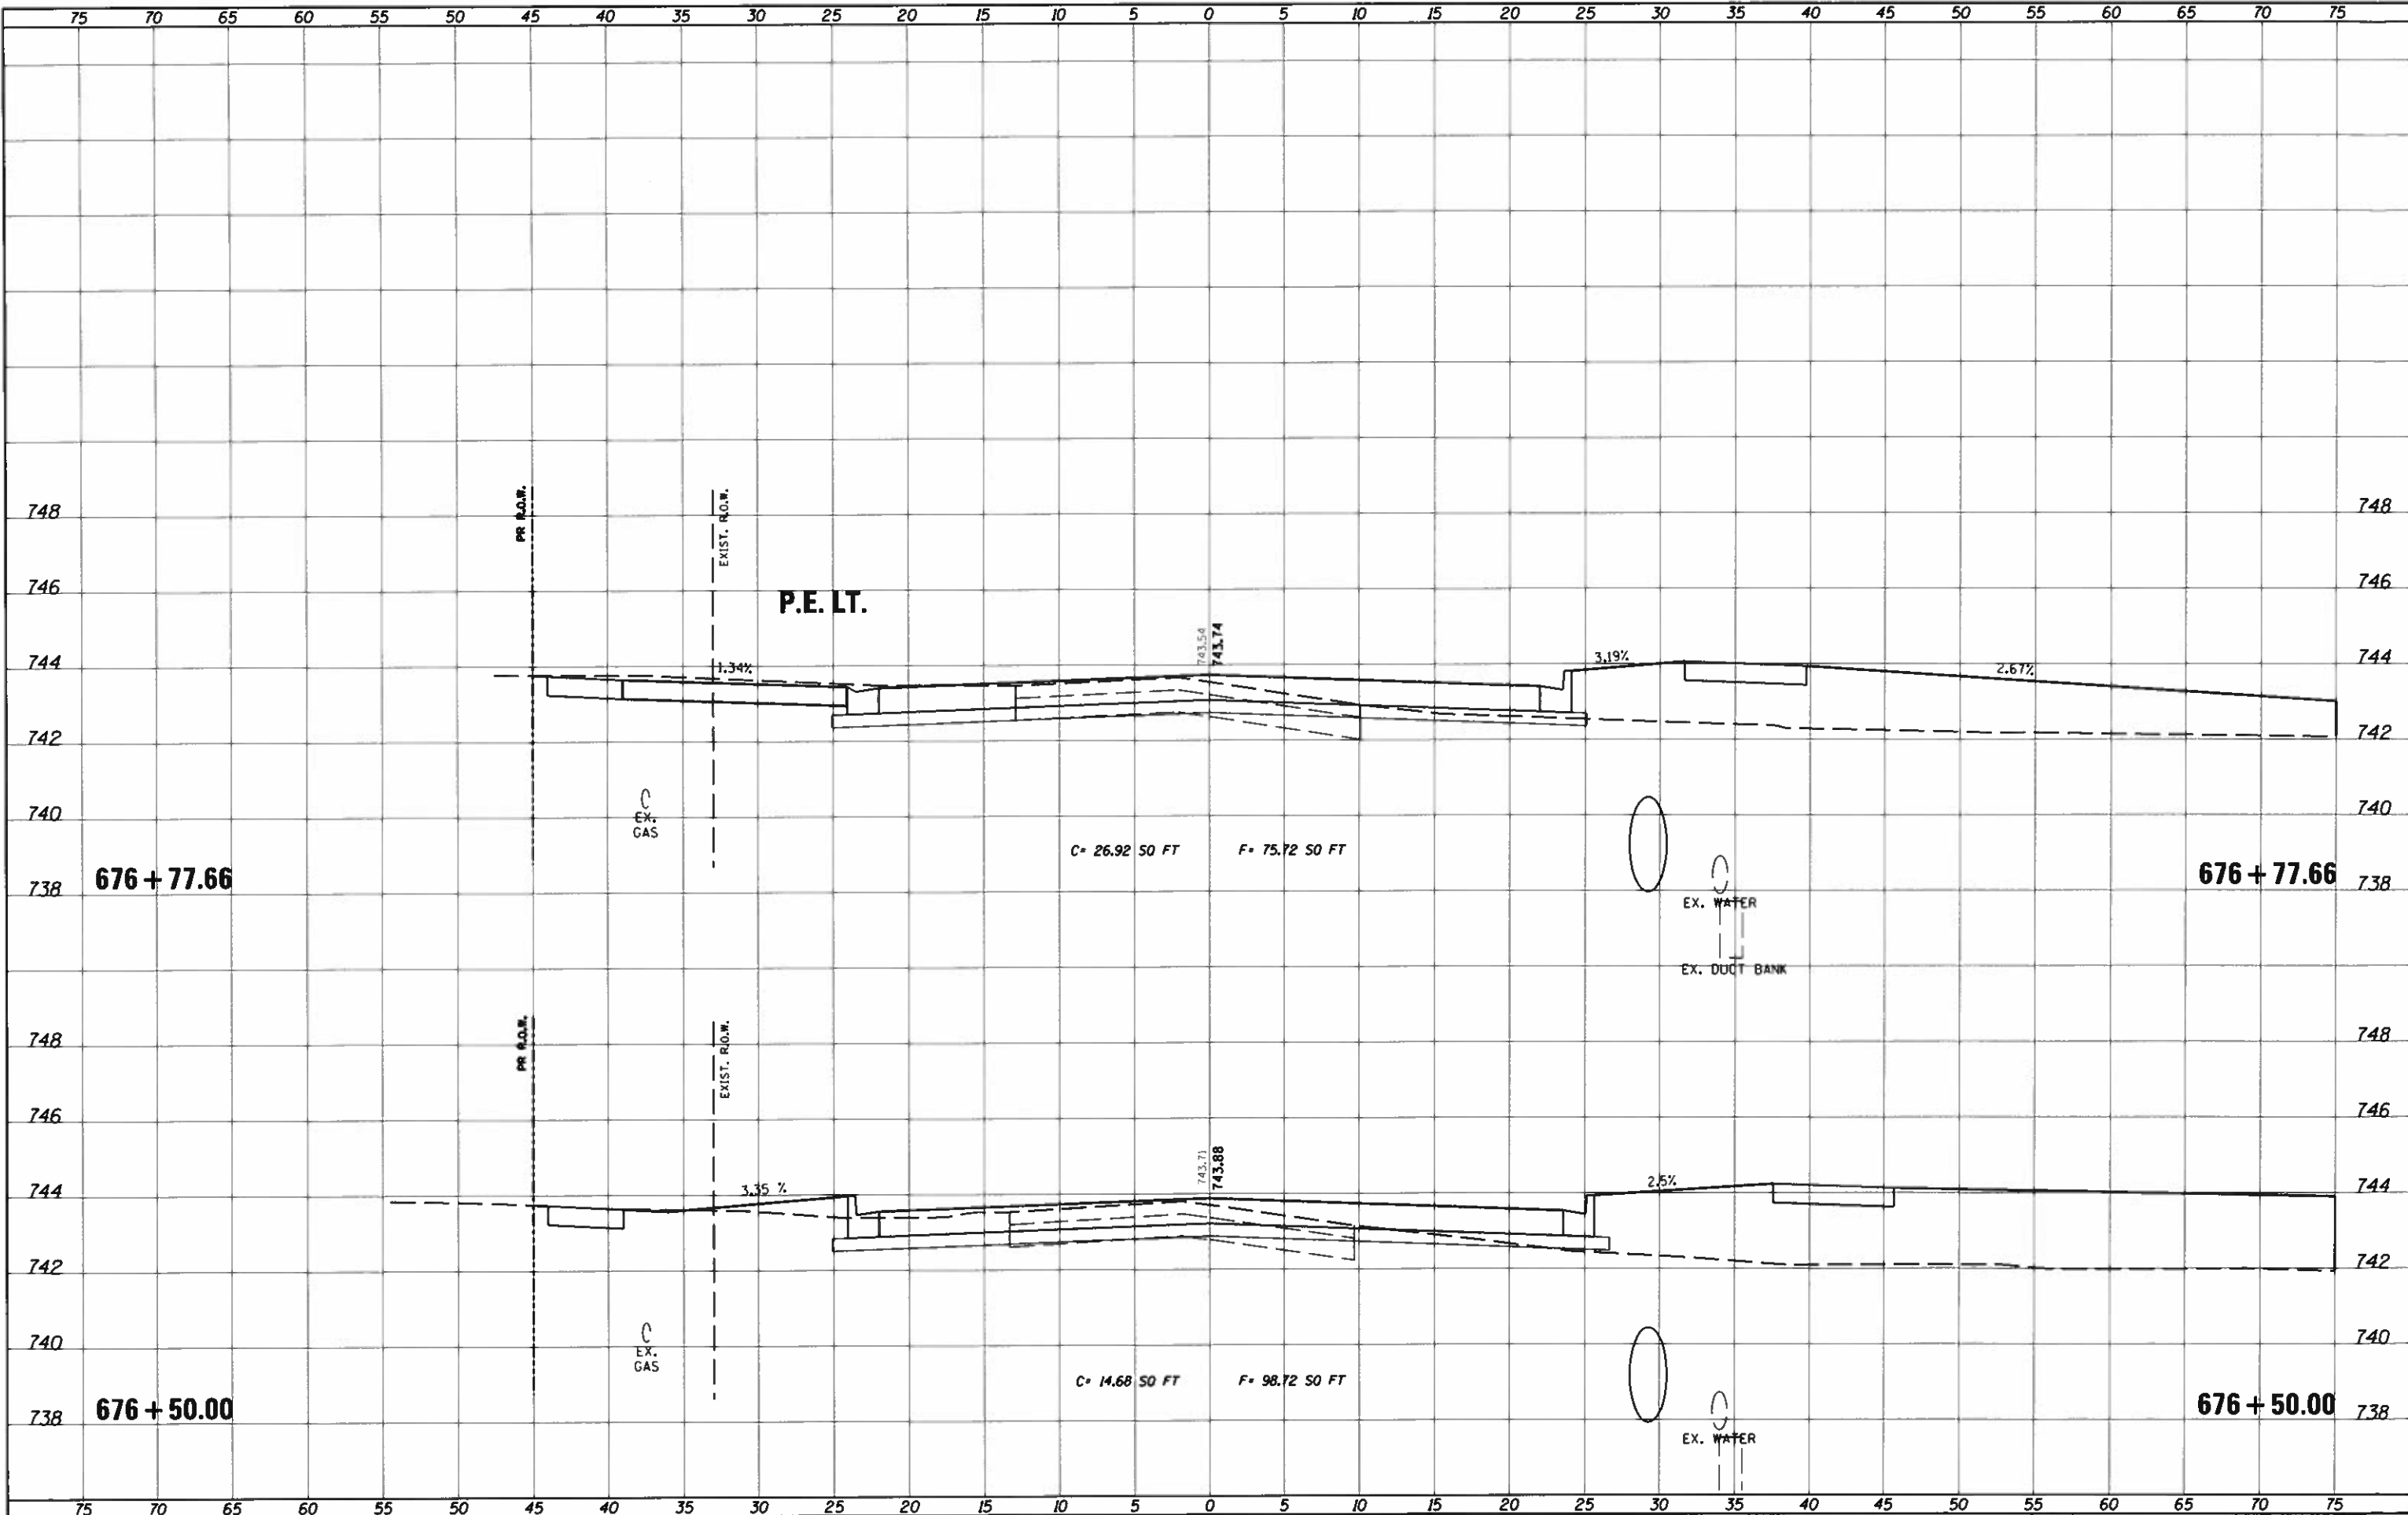 75 70 65 60 55 50 45 40 35 30 25 20 15 10 5 0 5 10 15 20 25 30 35 40 45 50 55 60 65 70 75
PR R.O.W.
EXIST. R.O.W.
748 748
746 746
P.E. LT.
743.54
743.74
744 1.34% 3.19% 2.67% 744
742 742
740 740
EX.
GAS
C= 26.92 SQ FT F= 75.72 SQ FT
676 + 77.66 676 + 77.66
738 738
EX. WATER
EX. DUCT BANK
PR R.O.W.
EXIST. R.O.W.
748 748
746 746
743.71
743.88
744 3.35 % 2.5% 744
742 742
740 740
EX.
GAS
C= 14.68 SQ FT F= 98.72 SQ FT
676 + 50.00 676 + 50.00
738 738
EX. WATER
75 70 65 60 55 50 45 40 35 30 25 20 15 10 5 0 5 10 15 20 25 30 35 40 45 50 55 60 65 70 75